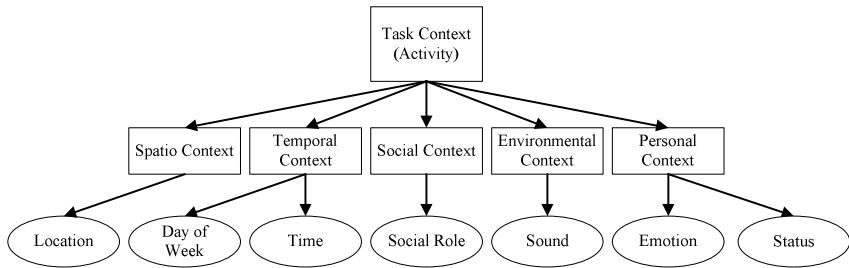 Task Context
(Activity)
Spatio Context
Temporal
Context
Social Context
Environmental
Context
Personal
Context
Location
Day of
Week
Time
Social Role
Sound
Emotion
Status